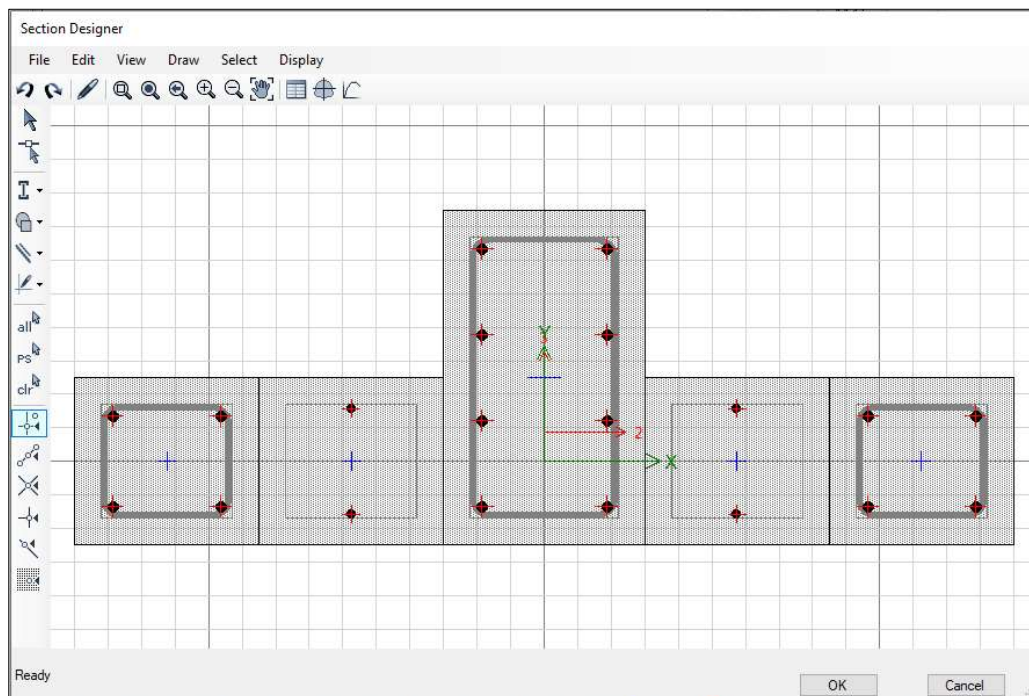 Section Designer
File Edit View Draw Select Display
all
PS
clr
Y
3
2
X
Ready
OK Cancel